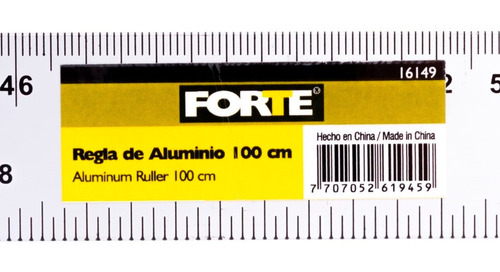 16149
46
2
5
FORTE®
Hecho en China / Made in China
Regla de Aluminio 100 cm
Aluminum Ruller 100 cm
8
7 707052 619459